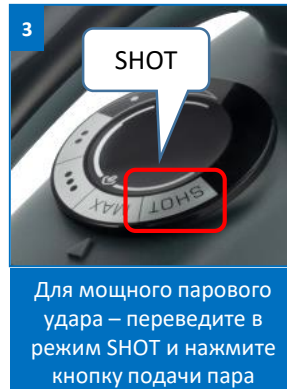 3
SHOT
MAX
SHOT
Для мощного парового
удара – переведите в
режим SHOT и нажмите
кнопку подачи пара